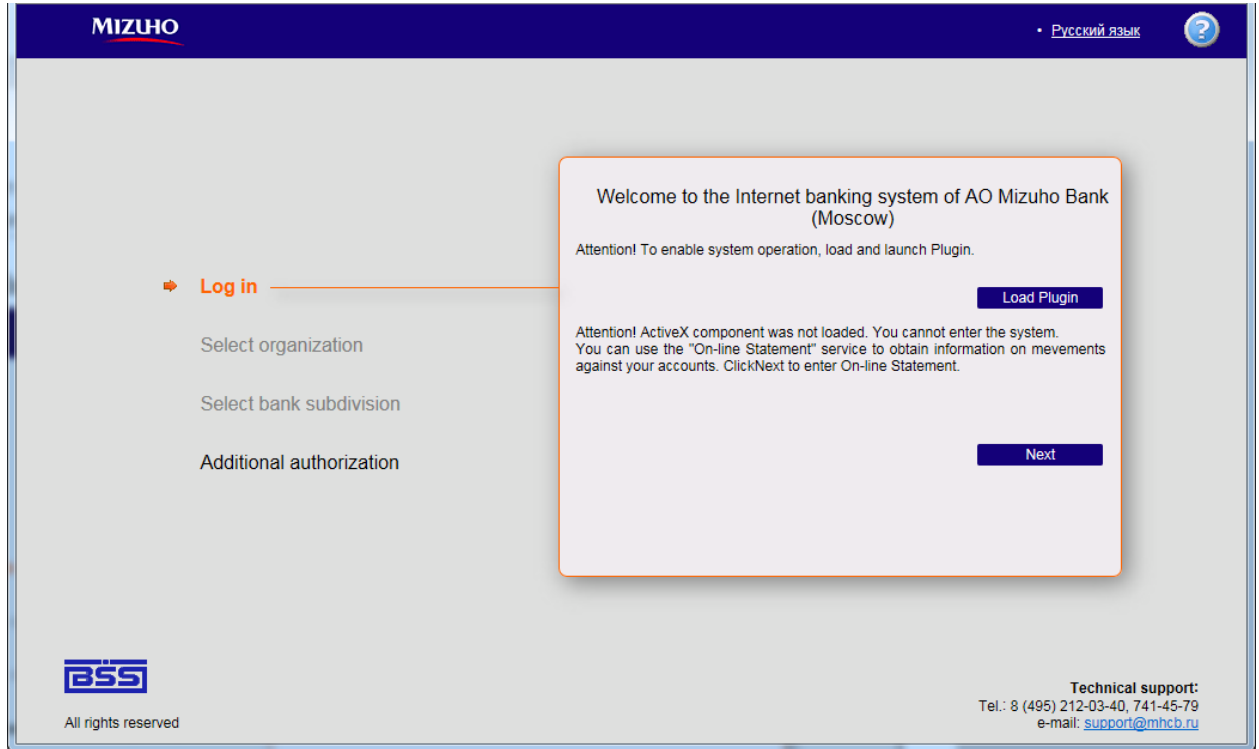 MIZUHO
• Русский язык
?
Welcome to the Internet banking system of AO Mizuho Bank
(Moscow)
Attention! To enable system operation, load and launch Plugin.
Load Plugin
Attention! ActiveX component was not loaded. You cannot enter the system.
You can use the "On-line Statement" service to obtain information on mevements
against your accounts. ClickNext to enter On-line Statement.
Next
Log in
Select organization
Select bank subdivision
Additional authorization
BSS
All rights reserved
Technical support:
Tel.: 8 (495) 212-03-40, 741-45-79
e-mail: support@mhcb.ru